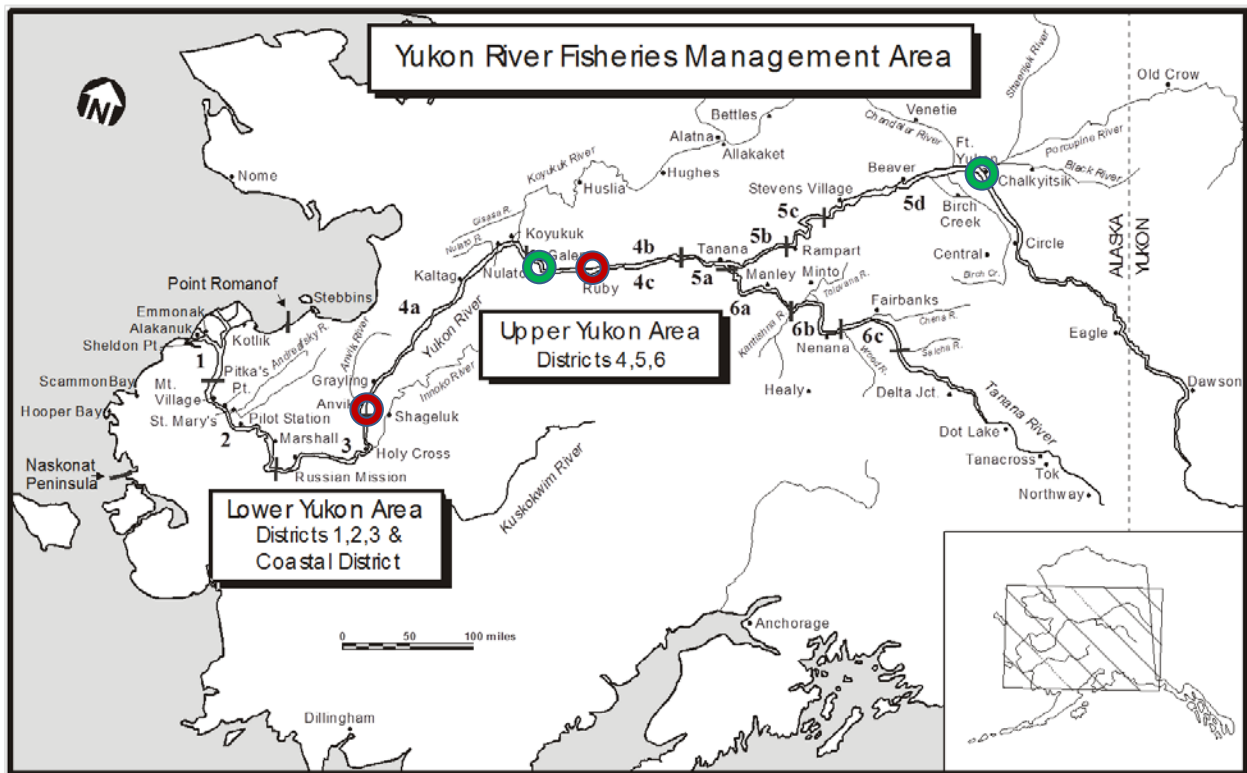 Yukon River Fisheries Management Area
N
Old Crow
Sheenjek River
Venetie
Chandalar River
Bettles
Alatna
Allakaket
Hughes
Koyukuk River
Huslia
Nome
Ft.
Yukon
Porcupine River
Black River
Chalkyitsik
Beaver
Stevens Village
5d
Birch
Creek
5c
Gisasa R.
Nulato R.
Koyukuk
Nulato
4b
Tanana
5b
Rampart
Circle
Central
Birch Cr.
ALASKA
YUKON
Kaltag
4a
Ruby
4c
5a
Manley
Minto
Tolovana R.
Point Romanof
Stebbins
Emmonak
Alakanuk
Sheldon Pt.
Kotlik
Andreafsky R.
Anvik River
Yukon River
6a
Kantishna R.
6b
Nenana
Wood R.
6c
Fairbanks
Chena R.
Salcha R.
Eagle
Upper Yukon Area
Districts 4,5,6
1
Pitka's
Pt.
Scammon Bay
Mt.
Village
Grayling
Innoko River
Anvik
Shageluk
Healy
Delta Jct.
Tanana River
Dawson
Hooper Bay
St. Mary's
Pilot Station
2
Marshall
3
Holy Cross
Dot Lake
Tanacross
Tok
Northway
Naskonat
Peninsula
Russian Mission
Kuskokwim River
Lower Yukon Area
Districts 1,2,3 &
Coastal District
0 50 100 miles
Anchorage
Dillingham